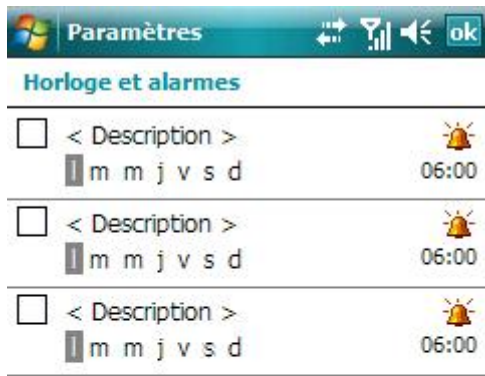 Paramètres ok
Horloge et alarmes
< Description >
l m m j v s d 06:00
< Description >
l m m j v s d 06:00
< Description >
l m m j v s d 06:00